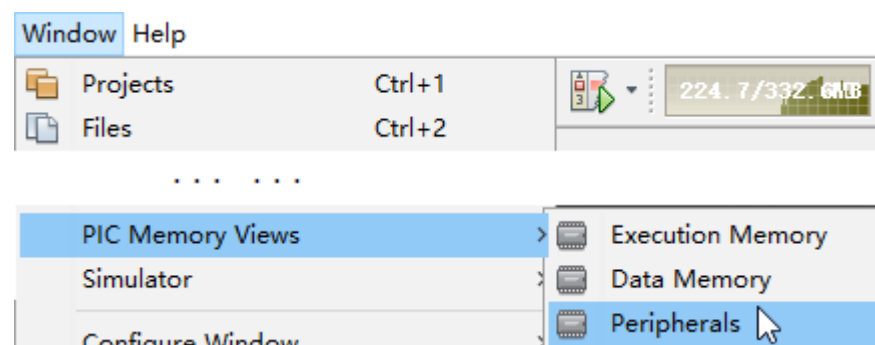 Window Help
Projects Ctrl+1
224.7/332.6MB
Files Ctrl+2
... ...
PIC Memory Views Execution Memory
Simulator Data Memory
Configure Window Peripherals